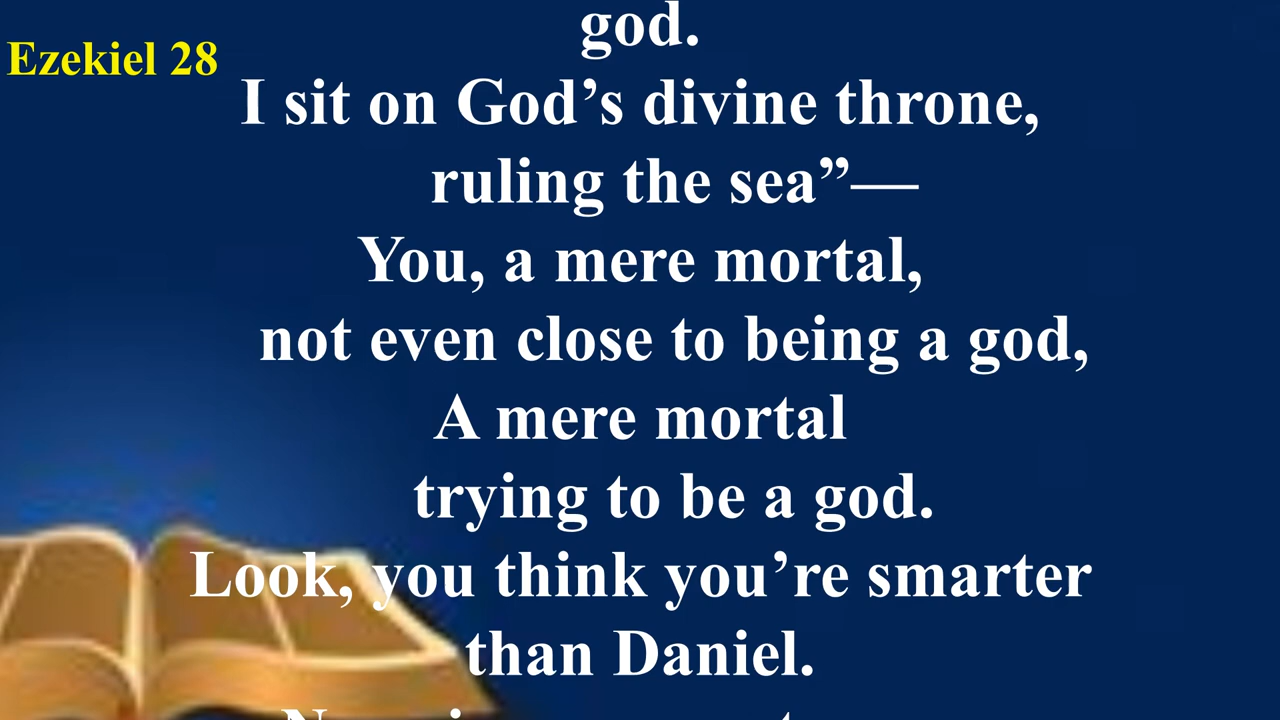 god.
Ezekiel 28
I sit on God’s divine throne,
ruling the sea”—
You, a mere mortal,
not even close to being a god,
A mere mortal
trying to be a god.
Look, you think you’re smarter
than Daniel.